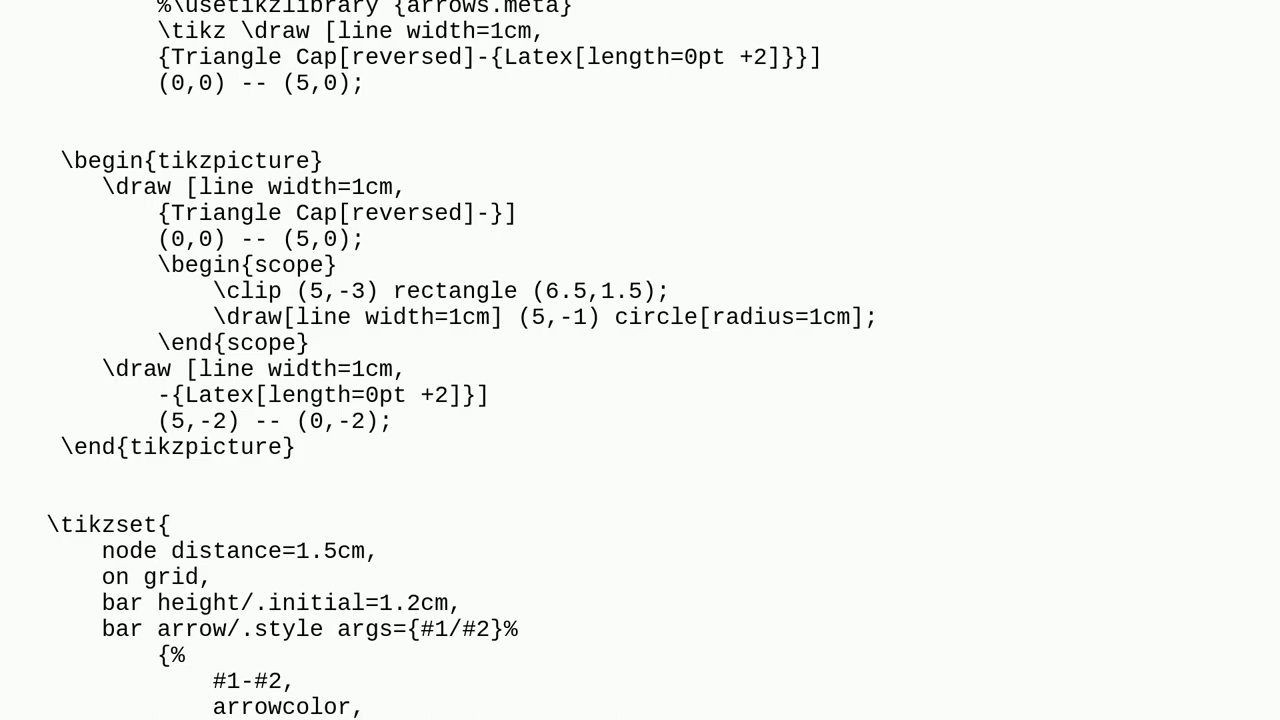 %\usetikzlibrary {arrows.meta}
\tikz \draw [line width=1cm,
{Triangle Cap[reversed]-{Latex[length=0pt +2]}}]
(0,0) -- (5,0);
\begin{tikzpicture}
\draw [line width=1cm,
{Triangle Cap[reversed]-}]
(0,0) -- (5,0);
\begin{scope}
\clip (5,-3) rectangle (6.5,1.5);
\draw[line width=1cm] (5,-1) circle[radius=1cm];
\end{scope}
\draw [line width=1cm,
-{Latex[length=0pt +2]}]
(5,-2) -- (0,-2);
\end{tikzpicture}
\tikzset{
node distance=1.5cm,
on grid,
bar height/.initial=1.2cm,
bar arrow/.style args={#1/#2}%
{%
#1-#2,
arrowcolor,